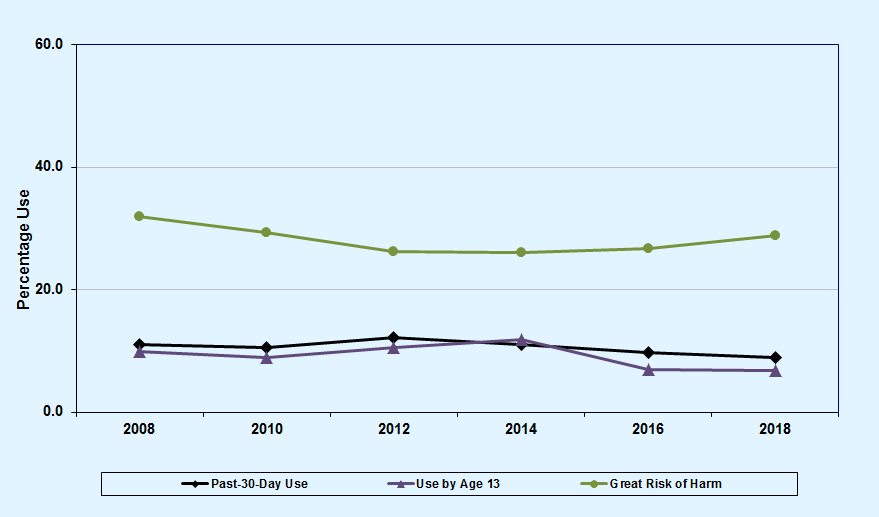 60.0
40.0
20.0
0.0
Percentage Use
2008 2010 2012 2014 2016 2018
Past-30-Day Use Use by Age 13 Great Risk of Harm